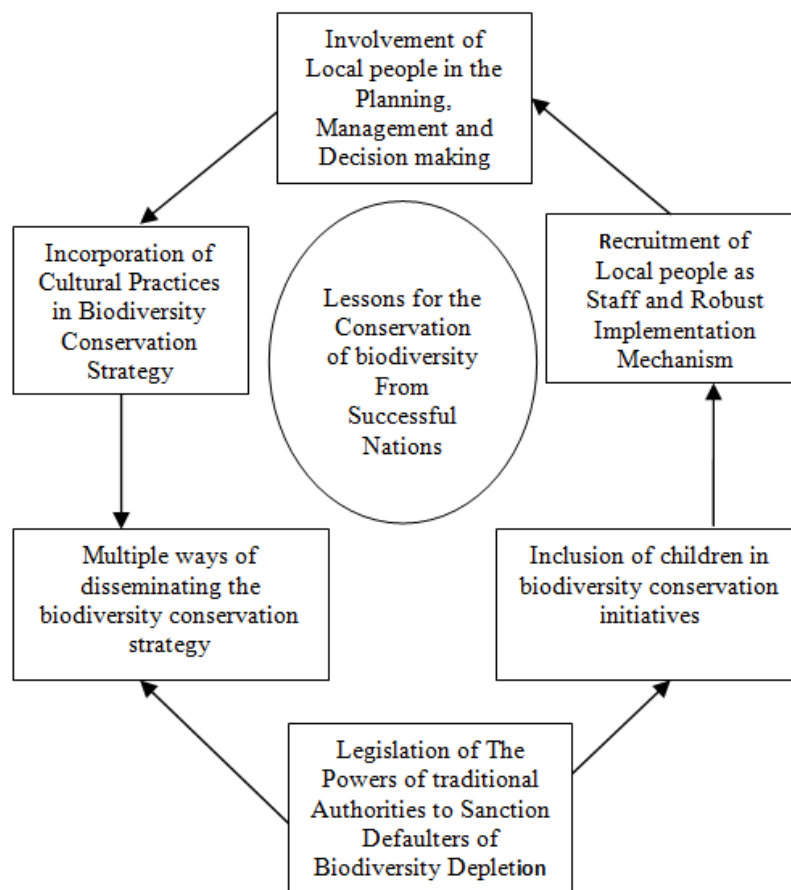 Involvement of
Local people in the
Planning,
Management and
Decision making
Incorporation of
Cultural Practices
in Biodiversity
Conservation
Strategy
Lessons for the
Conservation
of biodiversity
From
Successful
Nations
Recruitment of
Local people as
Staff and Robust
Implementation
Mechanism
Multiple ways of
disseminating the
biodiversity conservation
strategy
Inclusion of children in
biodiversity conservation
initiatives
Legislation of The
Powers of traditional
Authorities to Sanction
Defaulters of
Biodiversity Depletion